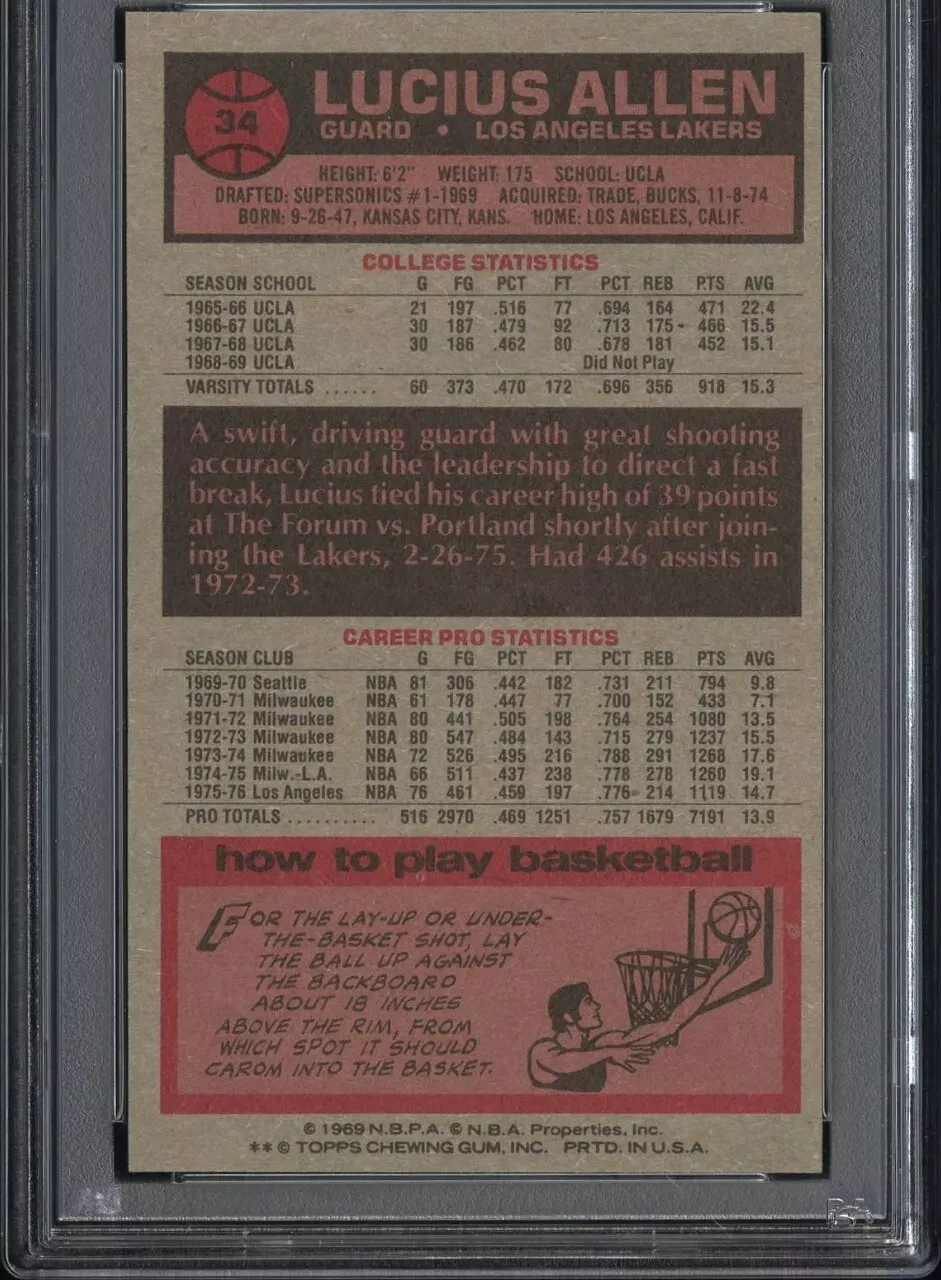 34
LUCIUS ALLEN
GUARD • LOS ANGELES LAKERS
HEIGHT: 6'2" WEIGHT: 175 SCHOOL: UCLA
DRAFTED: SUPERSONICS #1-1969 ACQUIRED: TRADE, BUCKS, 11-8-74
BORN: 9-26-47, KANSAS CITY, KANS. HOME: LOS ANGELES, CALIF.
COLLEGE STATISTICS
SEASON SCHOOL G FG PCT FT PCT REB PTS AVG
1965-66 UCLA 21 197 .516 77 .694 164 471 22.4
1966-67 UCLA 30 187 .479 92 .713 175 466 15.5
1967-68 UCLA 30 186 .462 80 .678 181 452 15.1
1968-69 UCLA Did Not Play
VARSITY TOTALS ...... 60 373 .470 172 .696 356 918 15.3
A swift, driving guard with great shooting
accuracy and the leadership to direct a fast
break, Lucius tied his career high of 39 points
at The Forum vs. Portland shortly after join-
ing the Lakers, 2-26-75. Had 426 assists in
1972-73.
CAREER PRO STATISTICS
SEASON CLUB G FG PCT FT PCT REB PTS AVG
1969-70 Seattle NBA 81 306 .442 182 .731 211 794 9.8
1970-71 Milwaukee NBA 61 178 .447 77 .700 152 433 7.1
1971-72 Milwaukee NBA 80 441 .505 198 .764 254 1080 13.5
1972-73 Milwaukee NBA 80 547 .484 143 .715 279 1237 15.5
1973-74 Milwaukee NBA 72 526 .495 216 .788 291 1268 17.6
1974-75 Milw.-L.A. NBA 66 511 .437 238 .778 278 1260 19.1
1975-76 Los Angeles NBA 76 461 .459 197 .776 214 1119 14.7
PRO TOTALS .......... 516 2970 .469 1251 .757 1679 7191 13.9
how to play basketball
FOR THE LAY-UP OR UNDER-
THE-BASKET SHOT, LAY
THE BALL UP AGAINST
THE BACKBOARD
ABOUT 18 INCHES
ABOVE THE RIM, FROM
WHICH SPOT IT SHOULD
CAROM INTO THE BASKET.
© 1969 N.B.P.A. © N.B.A. Properties, Inc.
** © TOPPS CHEWING GUM, INC. PRTD. IN U.S.A.